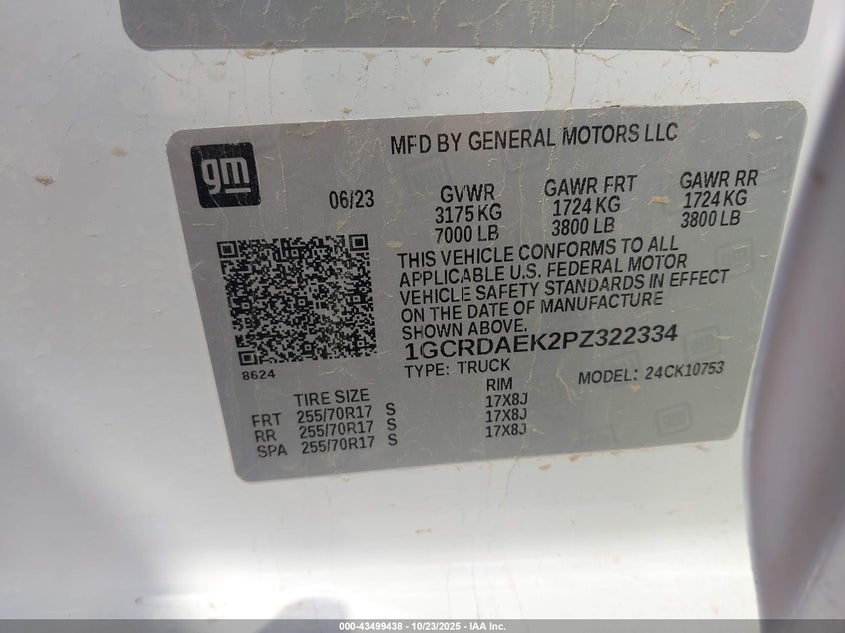 MFD BY GENERAL MOTORS LLC
gm
06/23
GVWR
3175 KG
7000 LB
GAWR FRT
1724 KG
3800 LB
GAWR RR
1724 KG
3800 LB
THIS VEHICLE CONFORMS TO ALL
APPLICABLE U.S. FEDERAL MOTOR
VEHICLE SAFETY STANDARDS IN EFFECT
ON THE DATE OF MANUFACTURE
SHOWN ABOVE.
1GCRDAEK2PZ322334
TYPE: TRUCK
MODEL: 24CK10753
8624
TIRE SIZE RIM
FRT 255/70R17 S 17X8J
RR 255/70R17 S 17X8J
SPA 255/70R17 S 17X8J
000-43499438 - 10/23/2025 - IAA Inc.